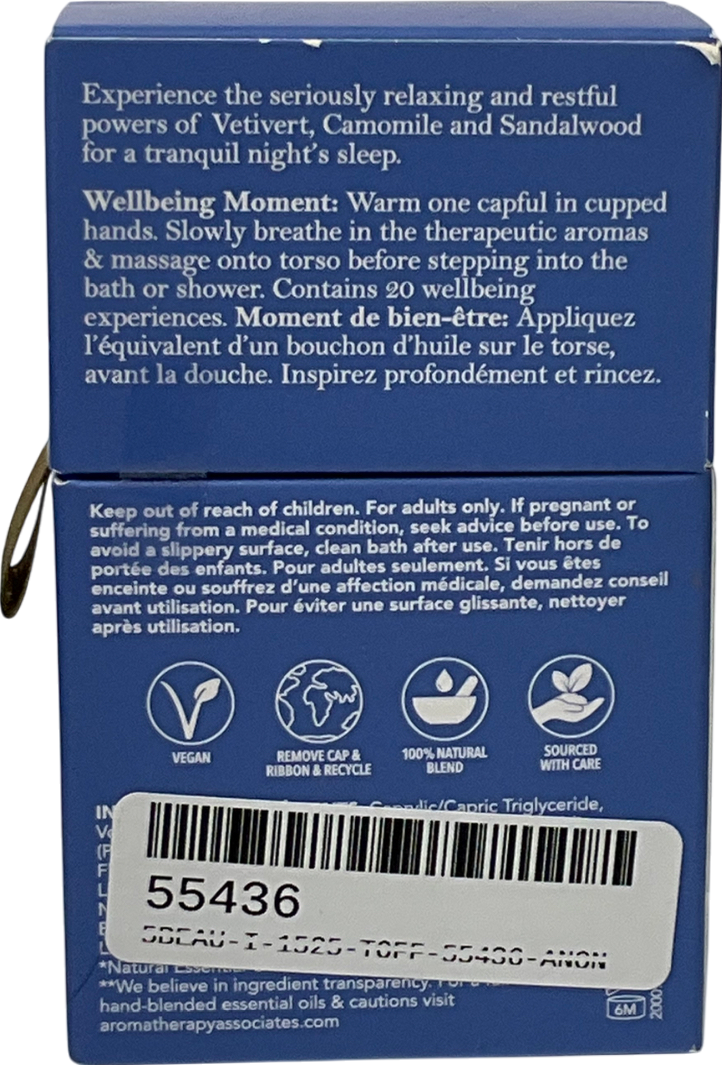 Experience the seriously relaxing and restful
powers of Vetivert, Camomile and Sandalwood
for a tranquil night's sleep.
Wellbeing Moment: Warm one capful in cupped
hands. Slowly breathe in the therapeutic aromas
& massage onto torso before stepping into the
bath or shower. Contains 20 wellbeing
experiences. Moment de bien-être: Appliquez
l'équivalent d'un bouchon d'huile sur le torse,
avant la douche. Inspirez profondément et rincez.
Keep out of reach of children. For adults only. If pregnant or
suffering from a medical condition, seek advice before use. To
avoid a slippery surface, clean bath after use. Tenir hors de
portée des enfants. Pour adultes seulement. Si vous êtes
enceinte ou souffrez d'une affection médicale, demandez conseil
avant utilisation. Pour éviter une surface glissante, nettoyer
après utilisation.
VEGAN
REMOVE CAP &
RIBBON & RECYCLE
100% NATURAL
BLEND
SOURCED
WITH CARE
Caprylic/Capric Triglyceride,
55436
5BEAU-I-1525-TOFF-55436-ANON
*Natural
**We believe in ingredient transparency.
hand-blended essential oils & cautions visit
aromatherapyassociates.com
6M